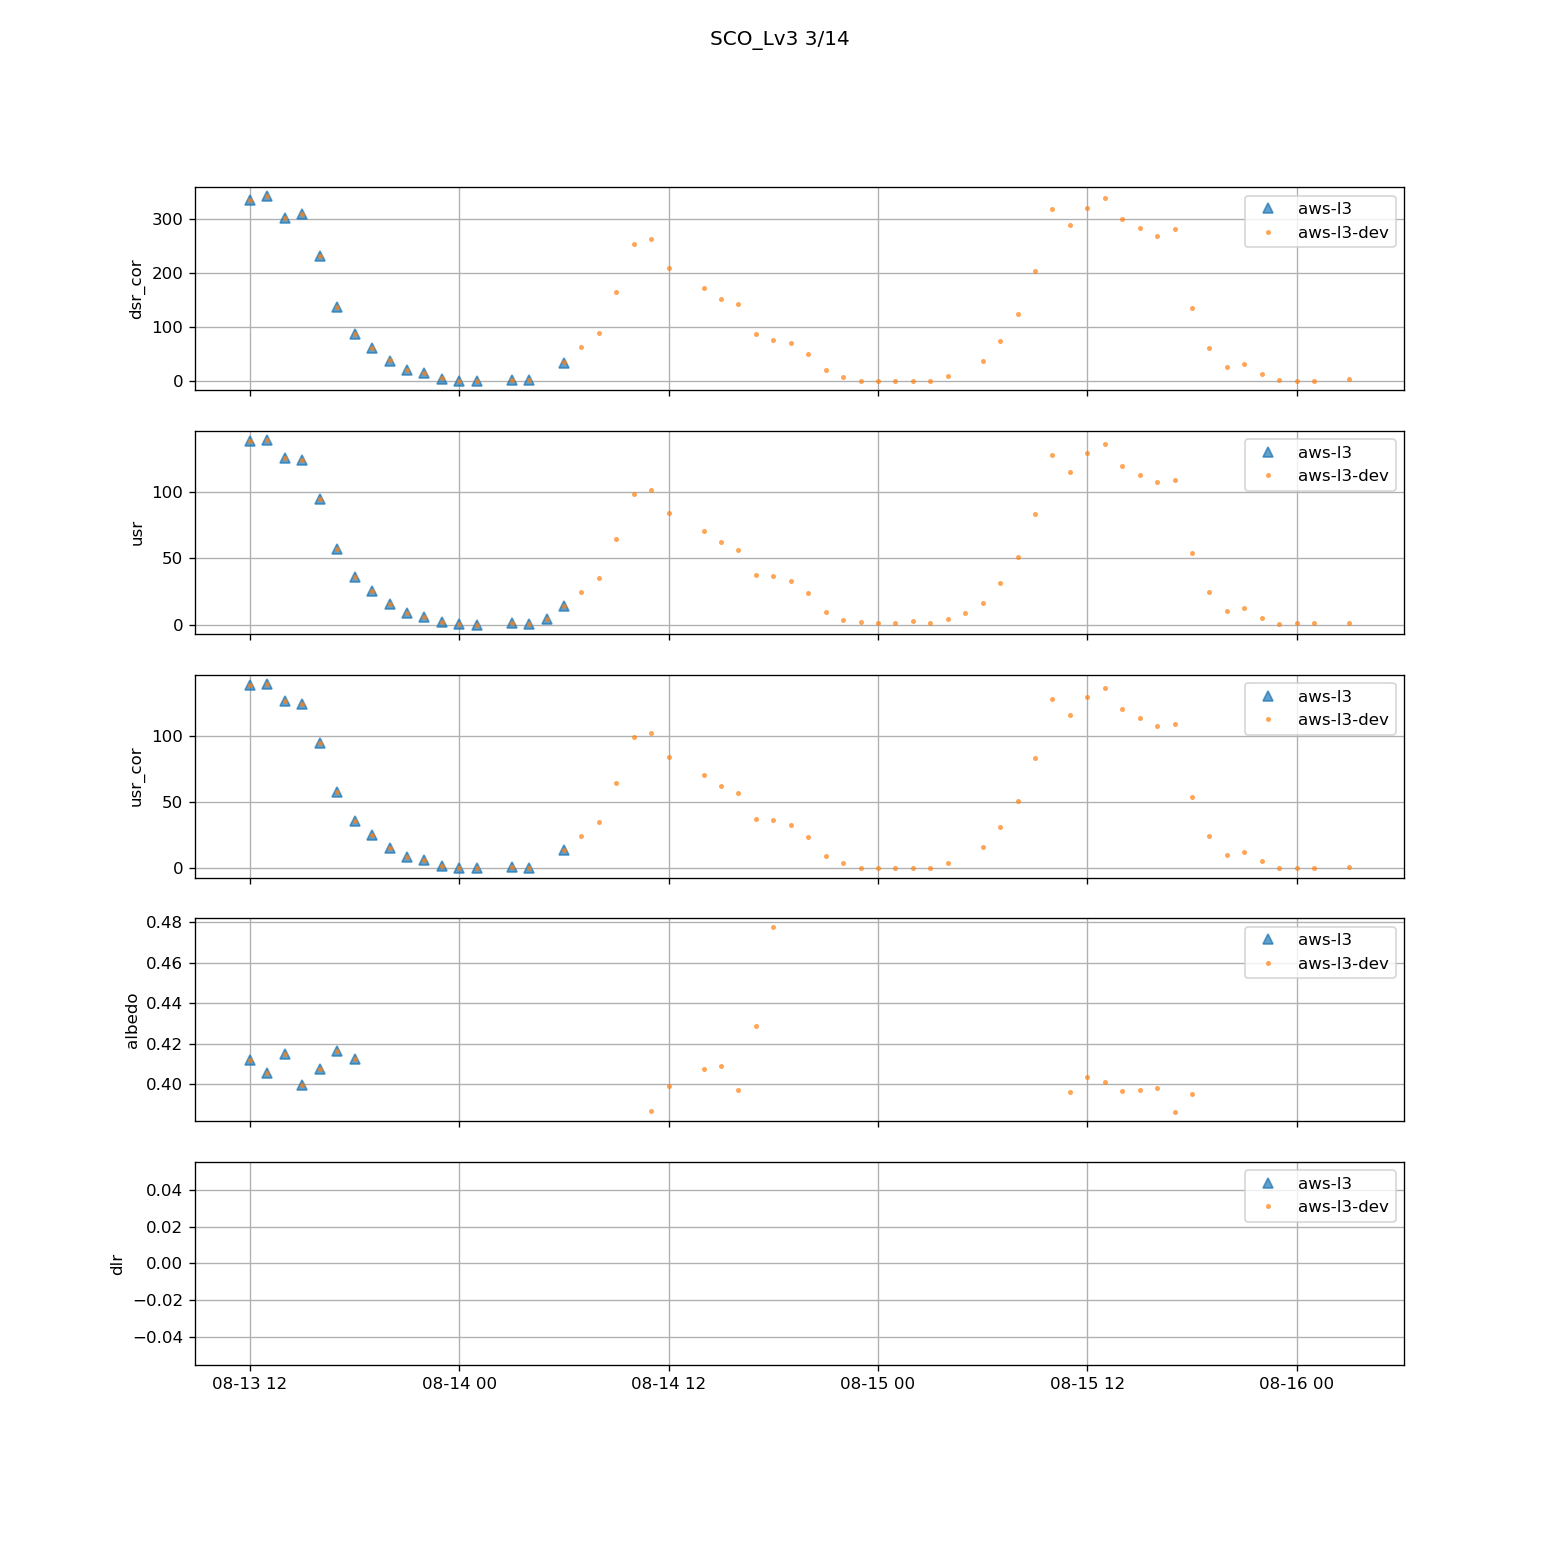 SCO_Lv3 3/14
300
200
100
0
dsr_cor
aws-l3
aws-l3-dev
100
50
0
usr
aws-l3
aws-l3-dev
100
50
0
usr_cor
aws-l3
aws-l3-dev
0.48
0.46
0.44
0.42
0.40
albedo
aws-l3
aws-l3-dev
0.04
0.02
0.00
−0.02
−0.04
dlr
aws-l3
aws-l3-dev
08-13 12 08-14 00 08-14 12 08-15 00 08-15 12 08-16 00